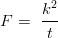 F = k²/t